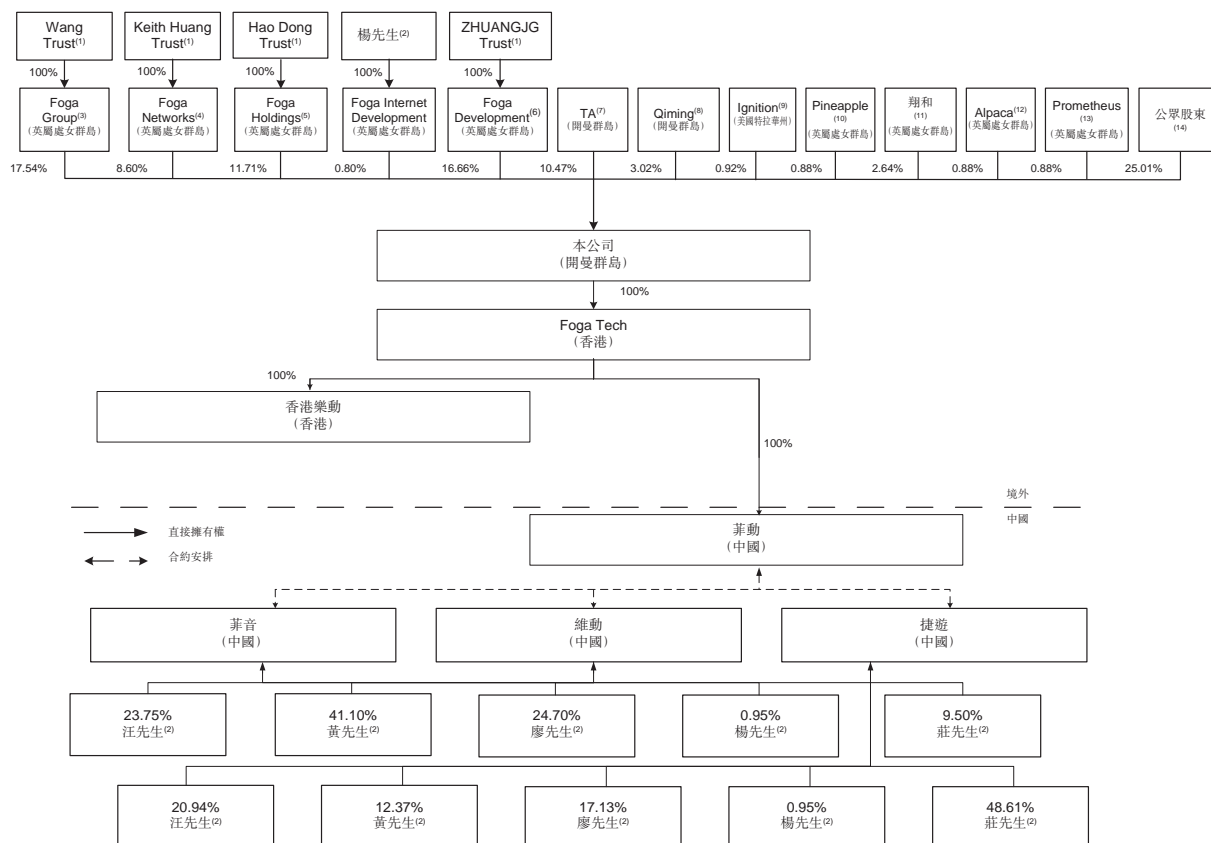 Wang
Trust(1)
Keith Huang
Trust(1)
Hao Dong
Trust(1)
楊先生(2)
ZHUANGJG
Trust(1)
100%
100%
100%
100%
100%
Foga
Group(3)
(英屬處女群島)
Foga
Networks(4)
(英屬處女群島)
Foga
Holdings(5)
(英屬處女群島)
Foga Internet
Development
(英屬處女群島)
Foga
Development(6)
(英屬處女群島)
TA(7)
(開曼群島)
Qiming(8)
(開曼群島)
Ignition(9)
(美國特拉華州)
Pineapple
(10)
(英屬處女群島)
翔和
(11)
(英屬處女群島)
Alpaca(12)
(英屬處女群島)
Prometheus
(13)
(英屬處女群島)
公眾股東
(14)
17.54%
8.60%
11.71%
0.80%
16.66%
10.47%
3.02%
0.92%
0.88%
2.64%
0.88%
0.88%
25.01%
本公司
(開曼群島)
100%
Foga Tech
(香港)
100%
香港樂動
(香港)
100%
境外
中國
直接擁有權
合約安排
菲動
(中國)
菲音
(中國)
維動
(中國)
捷遊
(中國)
23.75%
汪先生(2)
41.10%
黃先生(2)
24.70%
廖先生(2)
0.95%
楊先生(2)
9.50%
莊先生(2)
20.94%
汪先生(2)
12.37%
黃先生(2)
17.13%
廖先生(2)
0.95%
楊先生(2)
48.61%
莊先生(2)